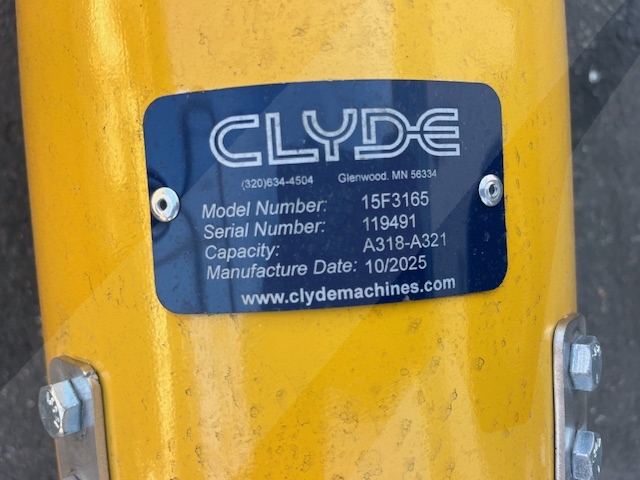 CLYDE
(320)634-4504 Glenwood, MN 56334
Model Number: 15F3165
Serial Number: 119491
Capacity: A318-A321
Manufacture Date: 10/2025
www.clydemachines.com